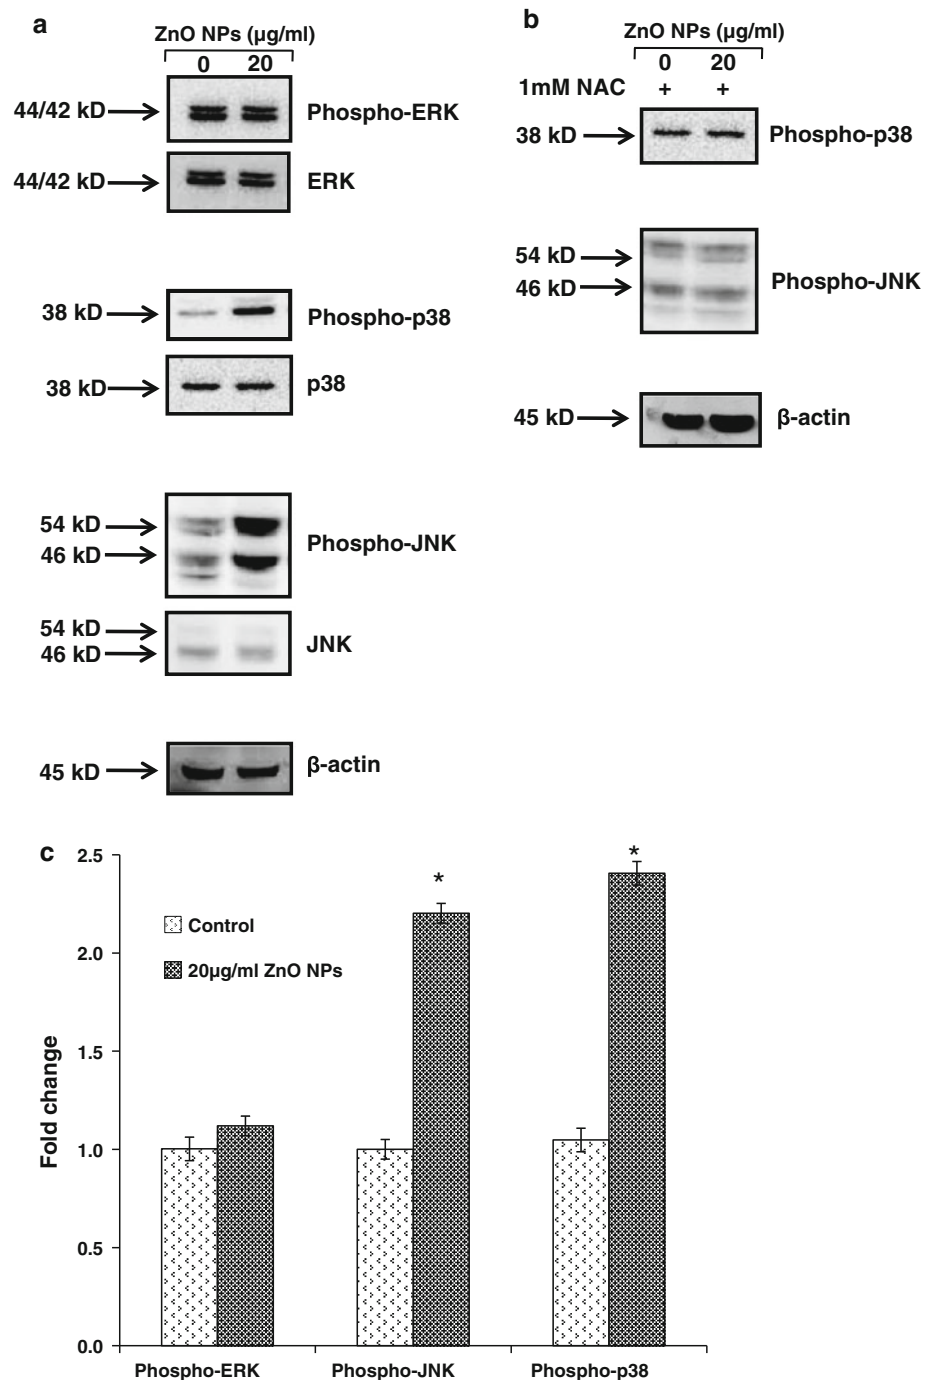 a
ZnO NPs (µg/ml)
0 20
44/42 kD Phospho-ERK
44/42 kD ERK
38 kD Phospho-p38
38 kD p38
54 kD
46 kD Phospho-JNK
54 kD
46 kD JNK
45 kD β-actin
b
ZnO NPs (µg/ml)
0 20
1mM NAC + +
38 kD Phospho-p38
54 kD
46 kD Phospho-JNK
45 kD β-actin
c
2.5
2.0
1.5
1.0
0.5
0.0
Fold change
Control
20µg/ml ZnO NPs
*
*
Phospho-ERK Phospho-JNK Phospho-p38